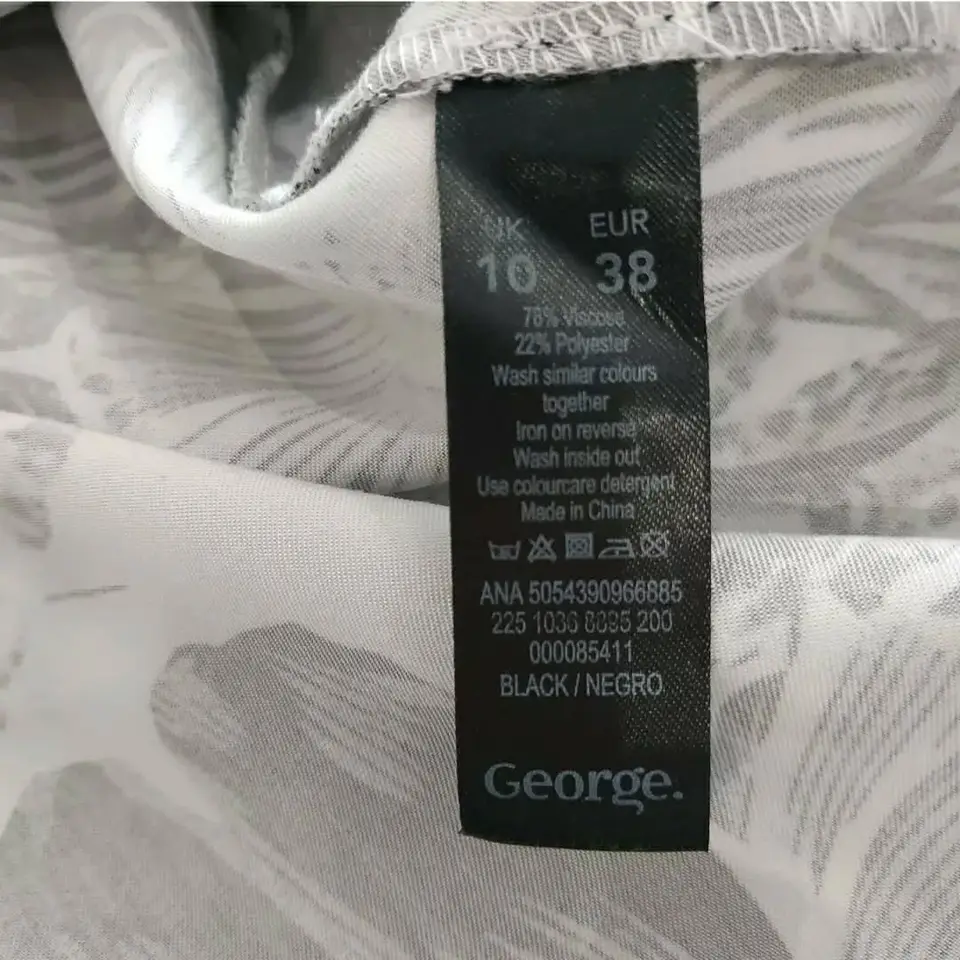 UK EUR
10 38
78% Viscose
22% Polyester
Wash similar colours
together
Iron on reverse
Wash inside out
Use colourcare detergent
Made in China
ANA 5054390966885
225 1036 200
000085411
BLACK / NEGRO
George.